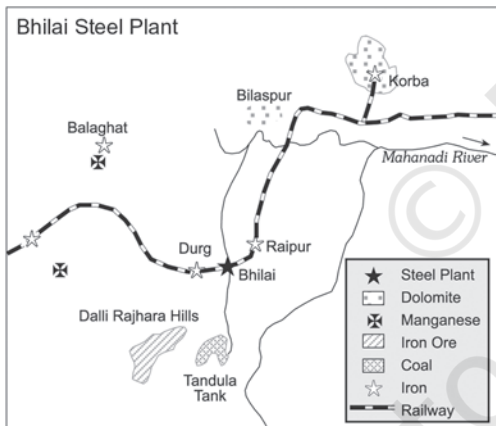 Bhilai Steel Plant
Korba
Bilaspur
Balaghat
Mahanadi River
Durg
Raipur
Bhilai
Dalli Rajhara Hills
Tandula
Tank
Steel Plant
Dolomite
Manganese
Iron Ore
Coal
Iron
Railway